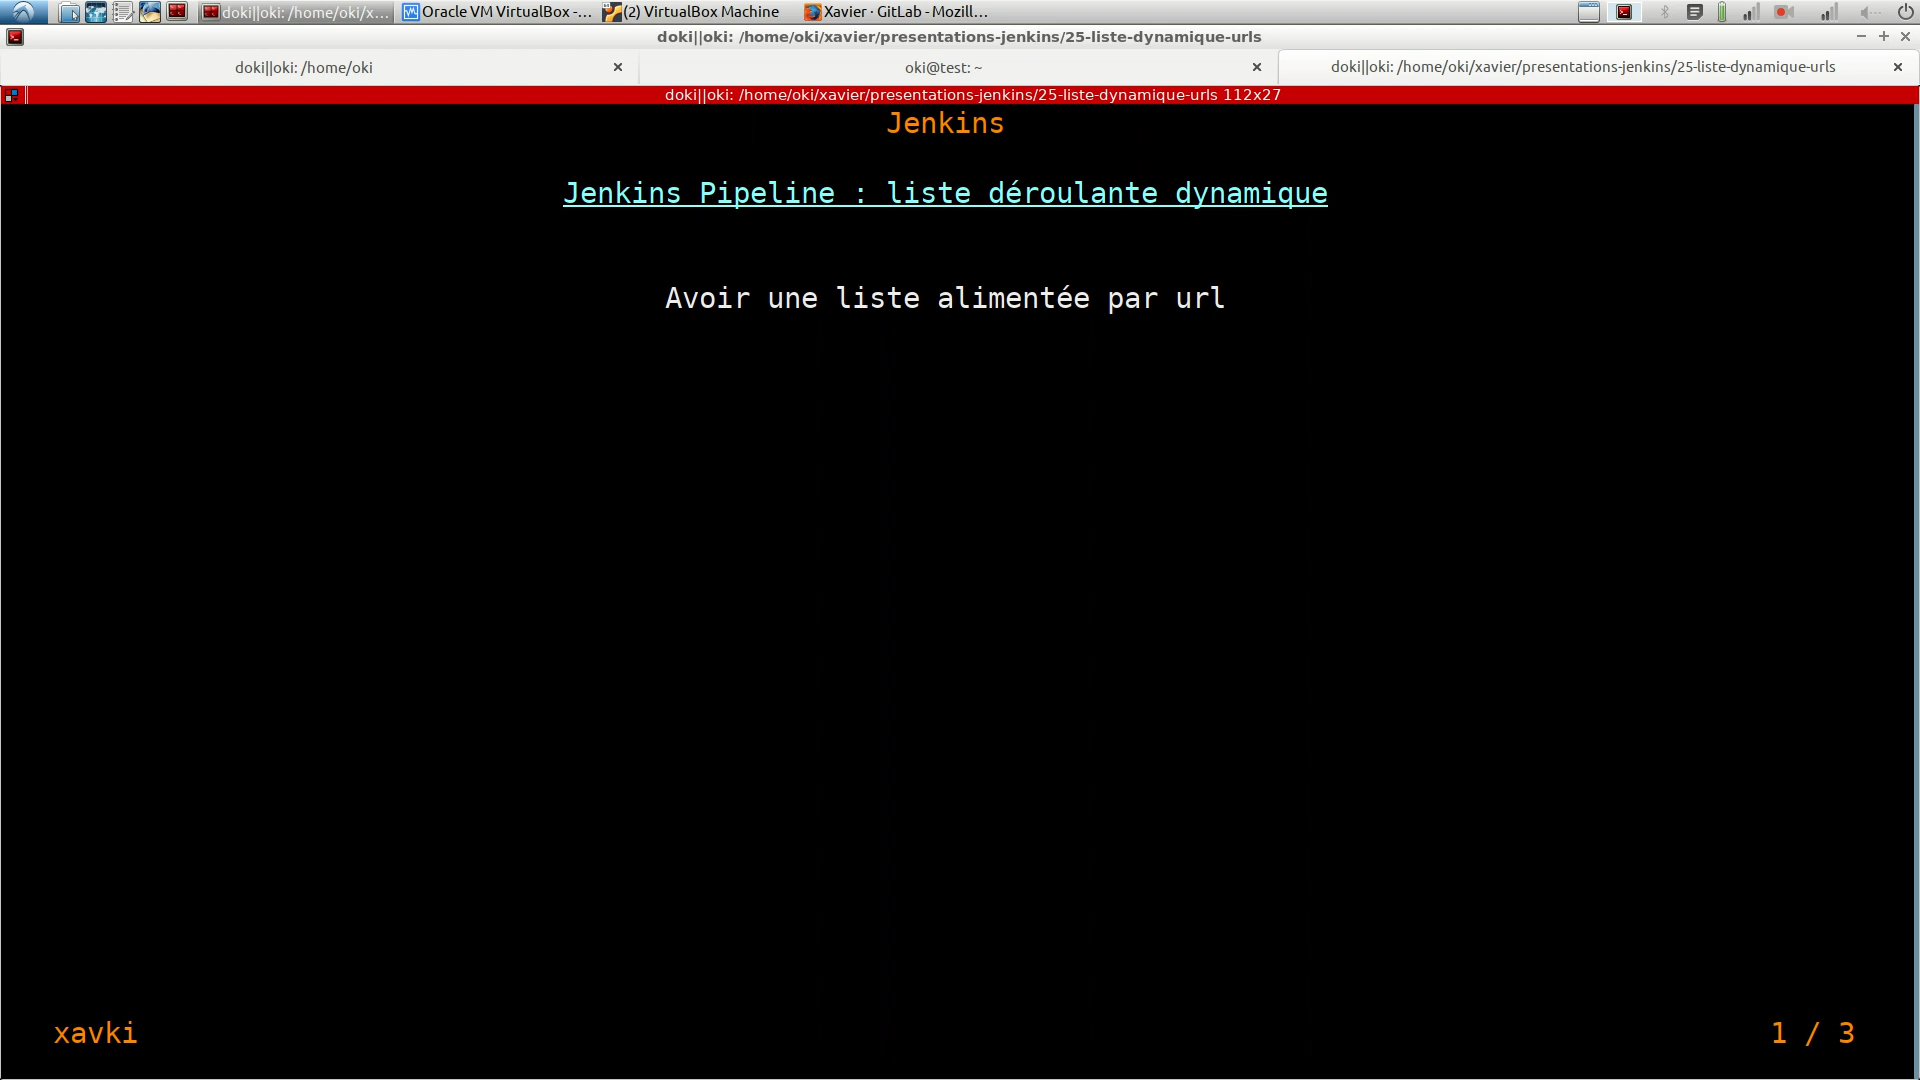 doki||oki: /home/oki/x...
Oracle VM VirtualBox -...
(2) VirtualBox Machine
Xavier · GitLab - Mozill...
doki||oki: /home/oki/xavier/presentations-jenkins/25-liste-dynamique-urls
doki||oki: /home/oki
oki@test: ~
doki||oki: /home/oki/xavier/presentations-jenkins/25-liste-dynamique-urls
doki||oki: /home/oki/xavier/presentations-jenkins/25-liste-dynamique-urls 112x27
Jenkins
Jenkins Pipeline : liste déroulante dynamique
Avoir une liste alimentée par url
xavki
1 / 3